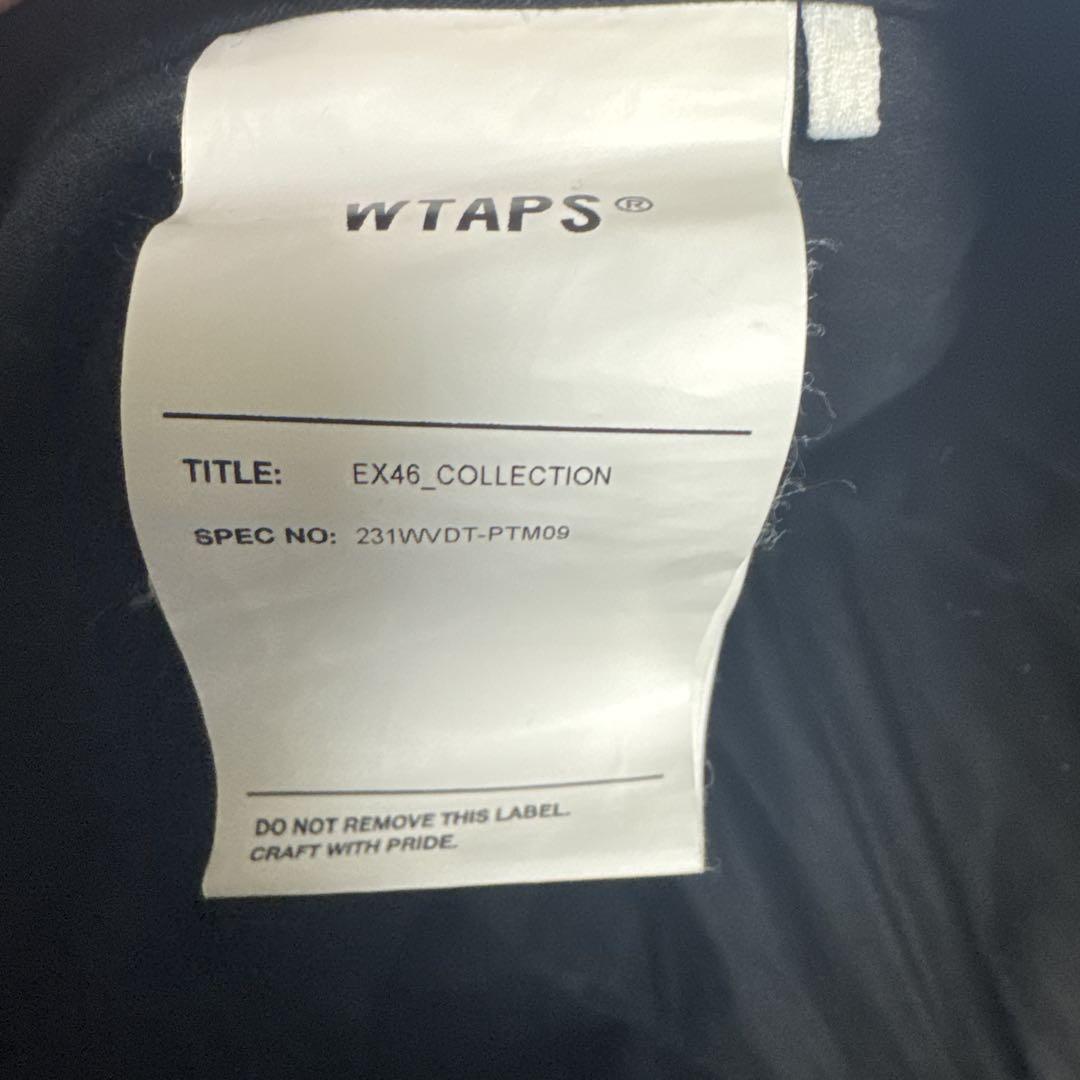 WTAPS®
TITLE: EX46_COLLECTION
SPEC NO: 231WVDT-PTM09
DO NOT REMOVE THIS LABEL.
CRAFT WITH PRIDE.